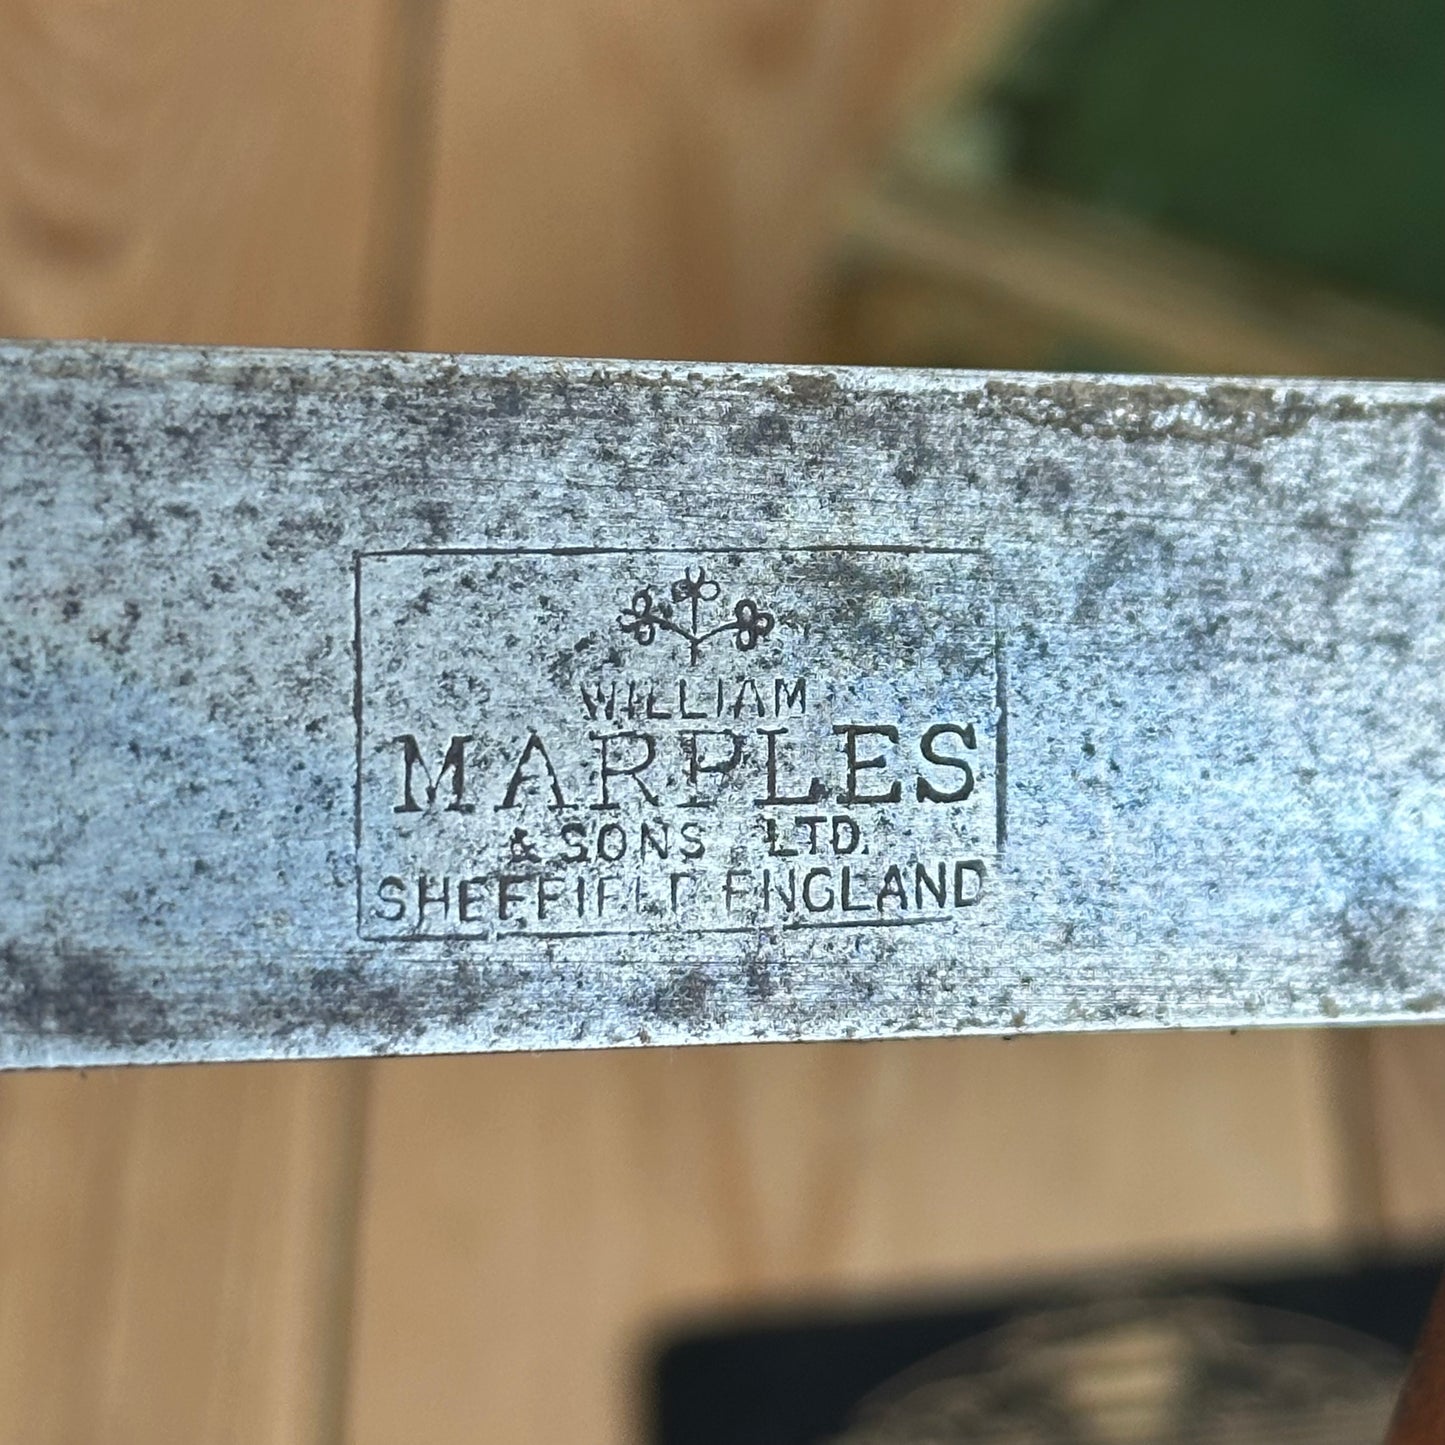 WILLIAM
MARPLES
& SONS LTD.
SHEFFIELD ENGLAND